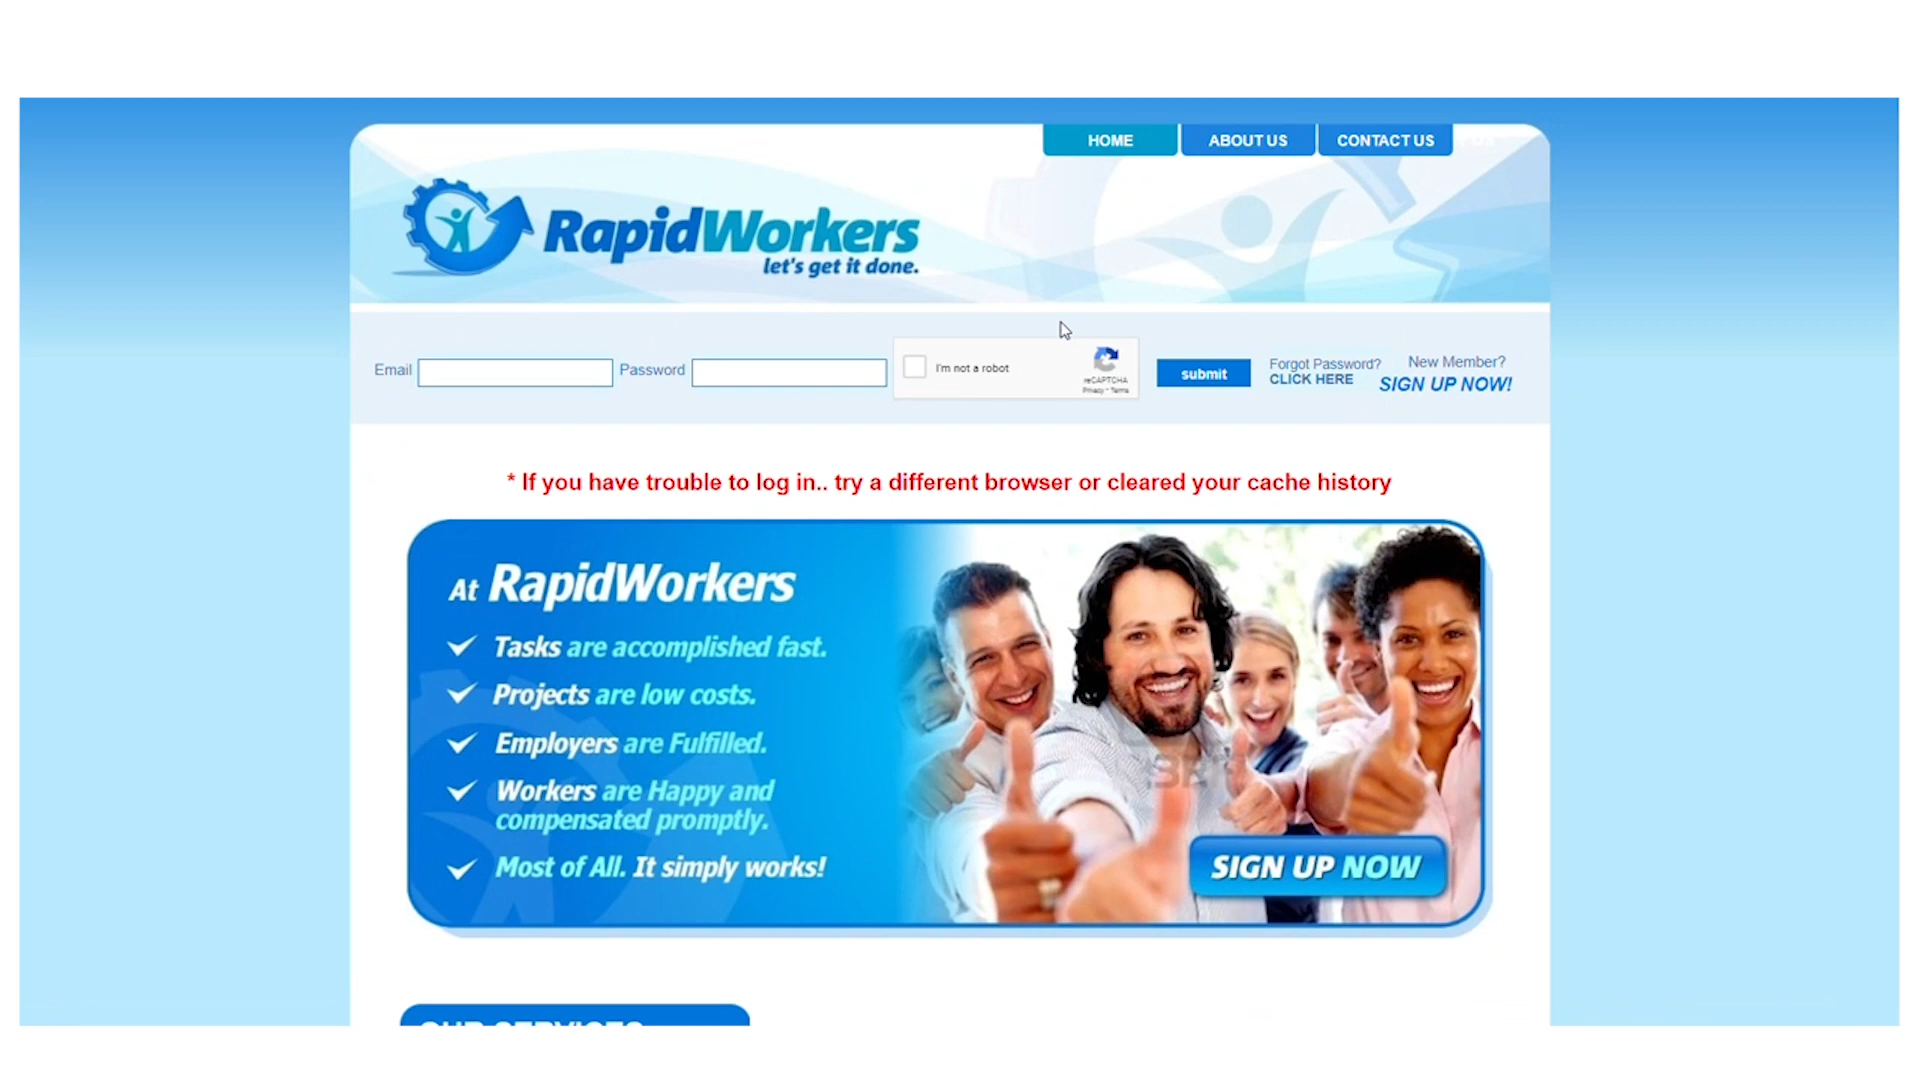 HOME
ABOUT US
CONTACT US
RapidWorkers
let's get it done.
Email
Password
I'm not a robot
reCAPTCHA
Privacy - Terms
submit
Forgot Password?
CLICK HERE
New Member?
SIGN UP NOW!
* If you have trouble to log in.. try a different browser or cleared your cache history
At RapidWorkers
Tasks are accomplished fast.
Projects are low costs.
Employers are Fulfilled.
Workers are Happy and
compensated promptly.
Most of All. It simply works!
SIGN UP NOW
OUR SERVICES